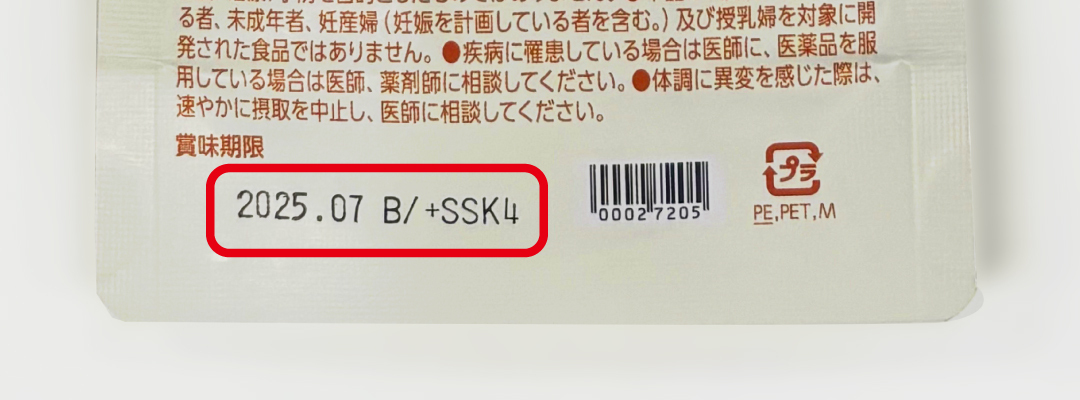 る者、未成年者、妊産婦（妊娠を計画している者を含む。）及び授乳婦を対象に開
発された食品ではありません。●疾病に罹患している場合は医師に、医薬品を服
用している場合は医師、薬剤師に相談してください。●体調に異変を感じた際は、
速やかに摂取を中止し、医師に相談してください。
賞味期限
2025.07 B/+SSK4
00027205
プラ
PE,PET,M